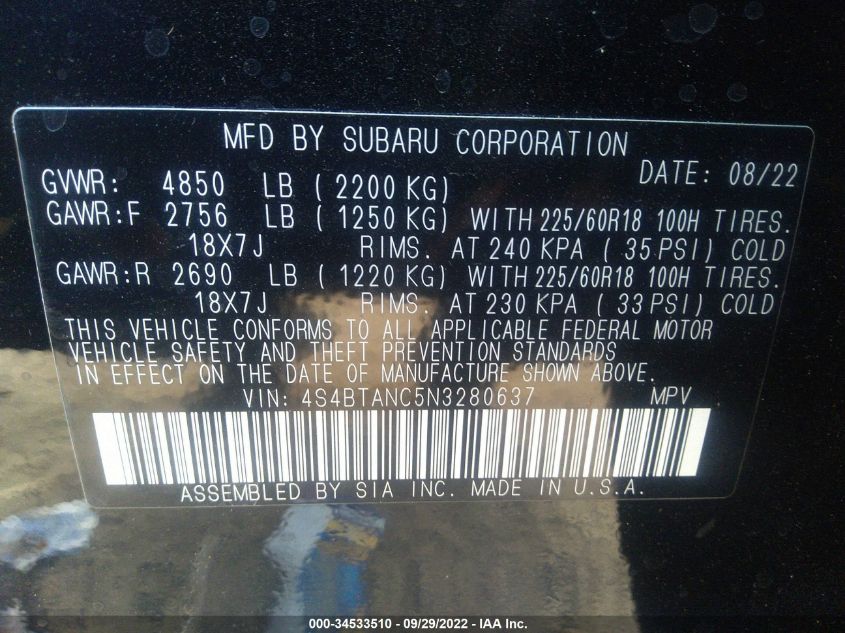 MFD BY SUBARU CORPORATION
DATE: 08/22
GVWR: 4850 LB ( 2200 KG)
GAWR:F 2756 LB ( 1250 KG) WITH 225/60R18 100H TIRES.
18X7J RIMS. AT 240 KPA ( 35 PSI) COLD
GAWR:R 2690 LB ( 1220 KG) WITH 225/60R18 100H TIRES.
18X7J RIMS. AT 230 KPA ( 33 PSI) COLD
THIS VEHICLE CONFORMS TO ALL APPLICABLE FEDERAL MOTOR
VEHICLE SAFETY AND THEFT PREVENTION STANDARDS
IN EFFECT ON THE DATE OF MANUFACTURE SHOWN ABOVE.
VIN: 4S4BTANC5N3280637 MPV
ASSEMBLED BY SIA INC. MADE IN U.S.A.
000-34533510 - 09/29/2022 - IAA Inc.